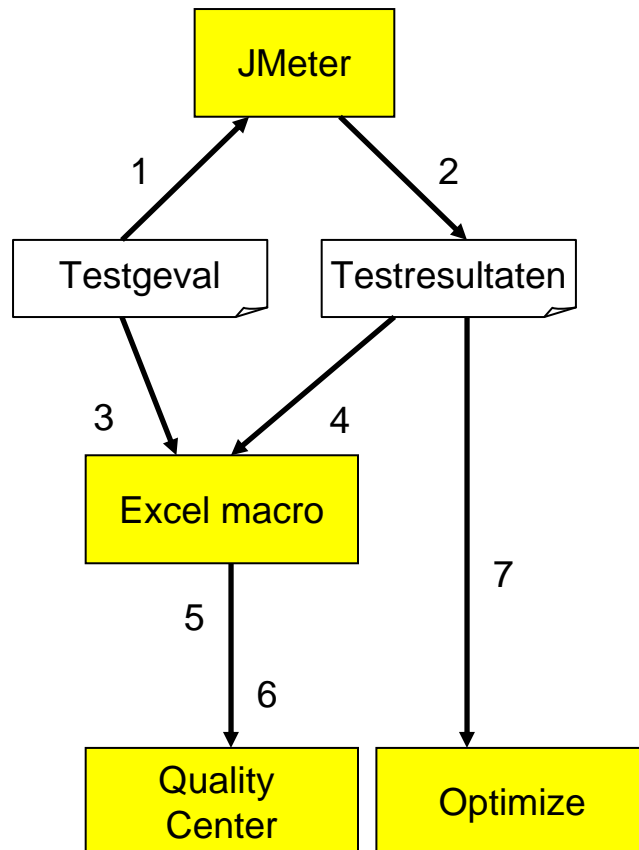 JMeter
1
2
Testgeval
Testresultaten
3
4
Excel macro
5
7
6
Quality
Center
Optimize